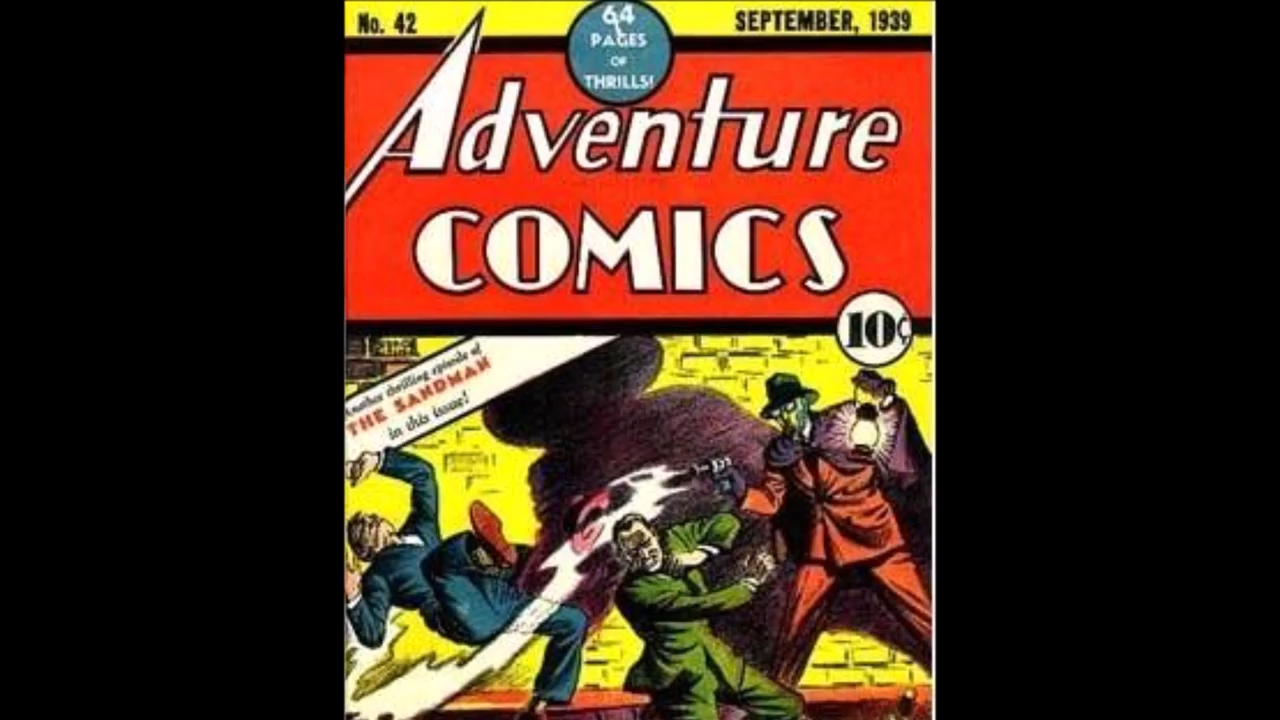 No. 42
64
PAGES
OF
THRILLS!
SEPTEMBER, 1939
Adventure
COMICS
10¢
Another thrilling episode of
THE SANDMAN
in this issue!